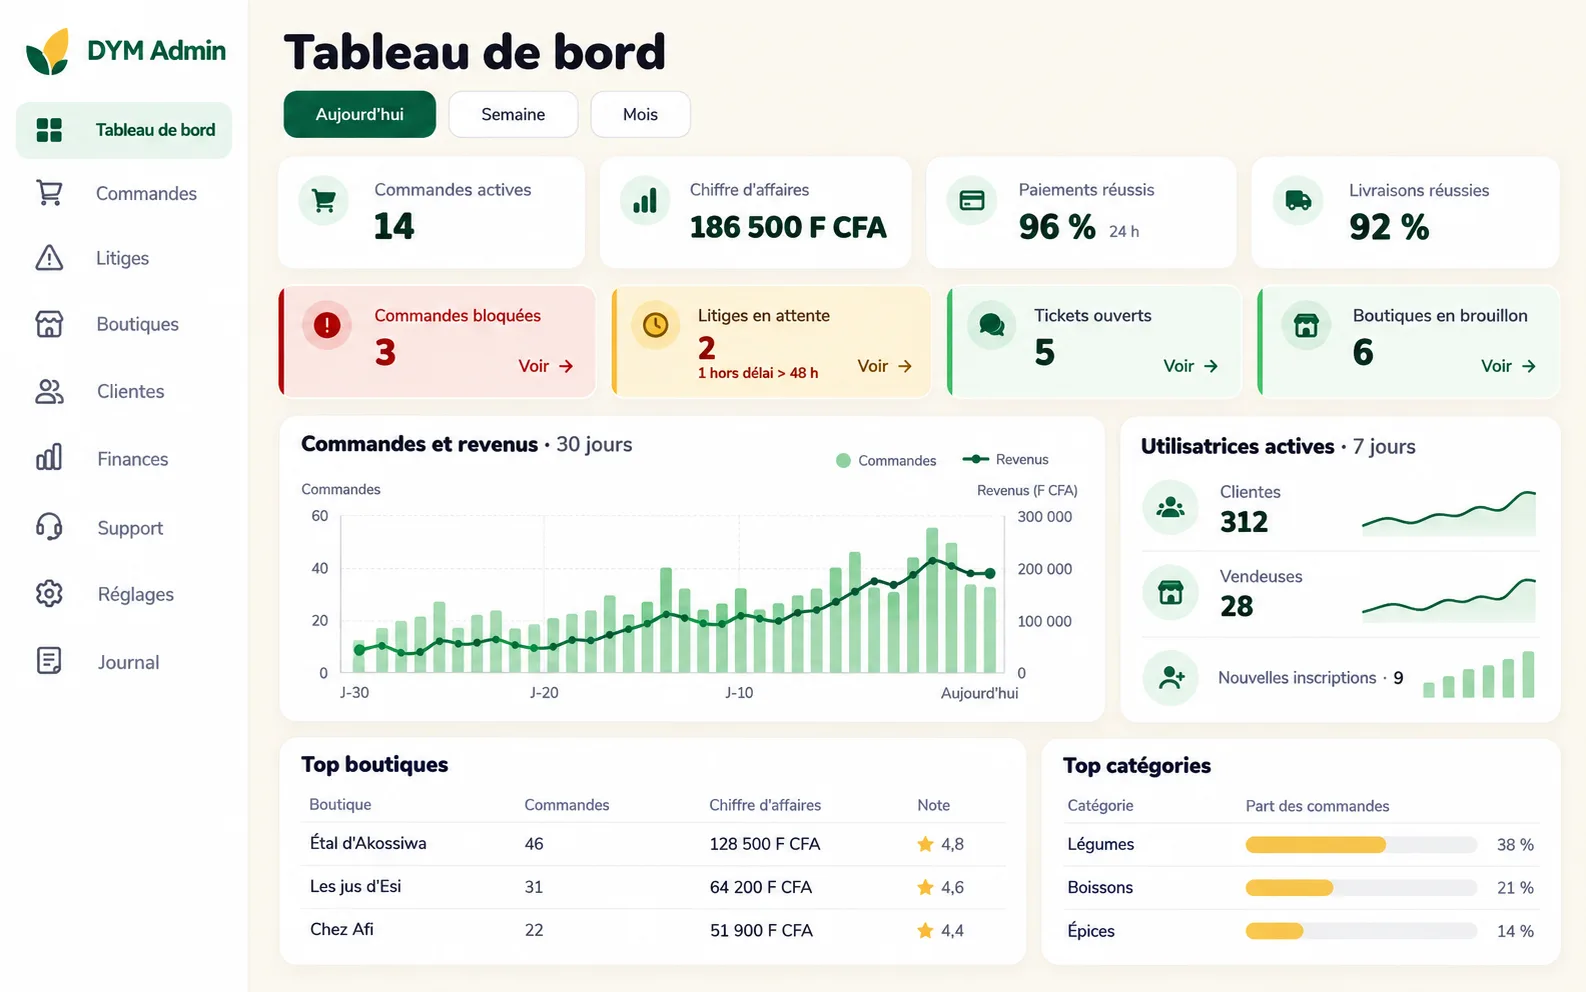 DYM Admin
Tableau de bord
Commandes
Litiges
Boutiques
Clientes
Finances
Support
Réglages
Journal
Tableau de bord
Aujourd'hui
Semaine
Mois
Commandes actives
14
Chiffre d'affaires
186 500 F CFA
Paiements réussis
96 % 24 h
Livraisons réussies
92 %
Commandes bloquées
3
Voir →
Litiges en attente
2
1 hors délai > 48 h
Voir →
Tickets ouverts
5
Voir →
Boutiques en brouillon
6
Voir →
Commandes et revenus · 30 jours
Commandes
Revenus
Commandes
Revenus (F CFA)
60
40
20
0
300 000
200 000
100 000
0
J-30
J-20
J-10
Aujourd'hui
Utilisatrices actives · 7 jours
Clientes
312
Vendeuses
28
Nouvelles inscriptions · 9
Top boutiques
Boutique Commandes Chiffre d'affaires Note
Étal d'Akossiwa 46 128 500 F CFA 4,8
Les jus d'Esi 31 64 200 F CFA 4,6
Chez Afi 22 51 900 F CFA 4,4
Top catégories
Catégorie Part des commandes
Légumes 38 %
Boissons 21 %
Épices 14 %